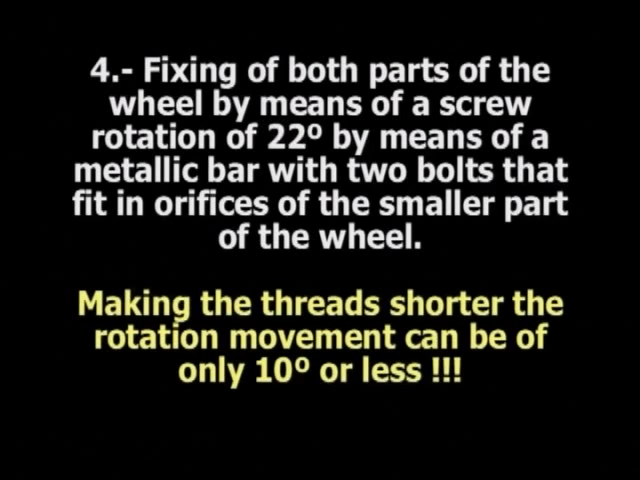 4.- Fixing of both parts of the
wheel by means of a screw
rotation of 22º by means of a
metallic bar with two bolts that
fit in orifices of the smaller part
of the wheel.
Making the threads shorter the
rotation movement can be of
only 10º or less !!!